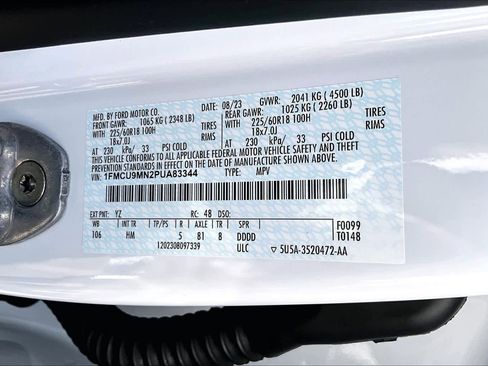 MFD. BY FORD MOTOR CO.
DATE: 08/23 GVWR: 2041 KG ( 4500 LB)
FRONT GAWR: 1065 KG ( 2348 LB) REAR GAWR: 1025 KG ( 2260 LB)
WITH 225/60R18 100H TIRES WITH 225/60R18 100H TIRES
18x7.0J RIMS 18x7.0J RIMS
AT 230 kPa/ 33 PSI COLD AT 230 kPa/ 33 PSI COLD
THIS VEHICLE CONFORMS TO ALL APPLICABLE FEDERAL MOTOR VEHICLE SAFETY AND THEFT PREVENTION
STANDARDS IN EFFECT ON THE DATE OF MANUFACTURE SHOWN ABOVE.
VIN: 1FMCU9MN2PUA83344 TYPE: MPV
EXT PNT: YZ RC: 48 DSO:
WB INT TR TP/PS R AXLE TR SPR F0099
106 HM 5 81 8 DDDD T0148
1202308097339 ULC ▽ 5U5A-3520472-AA